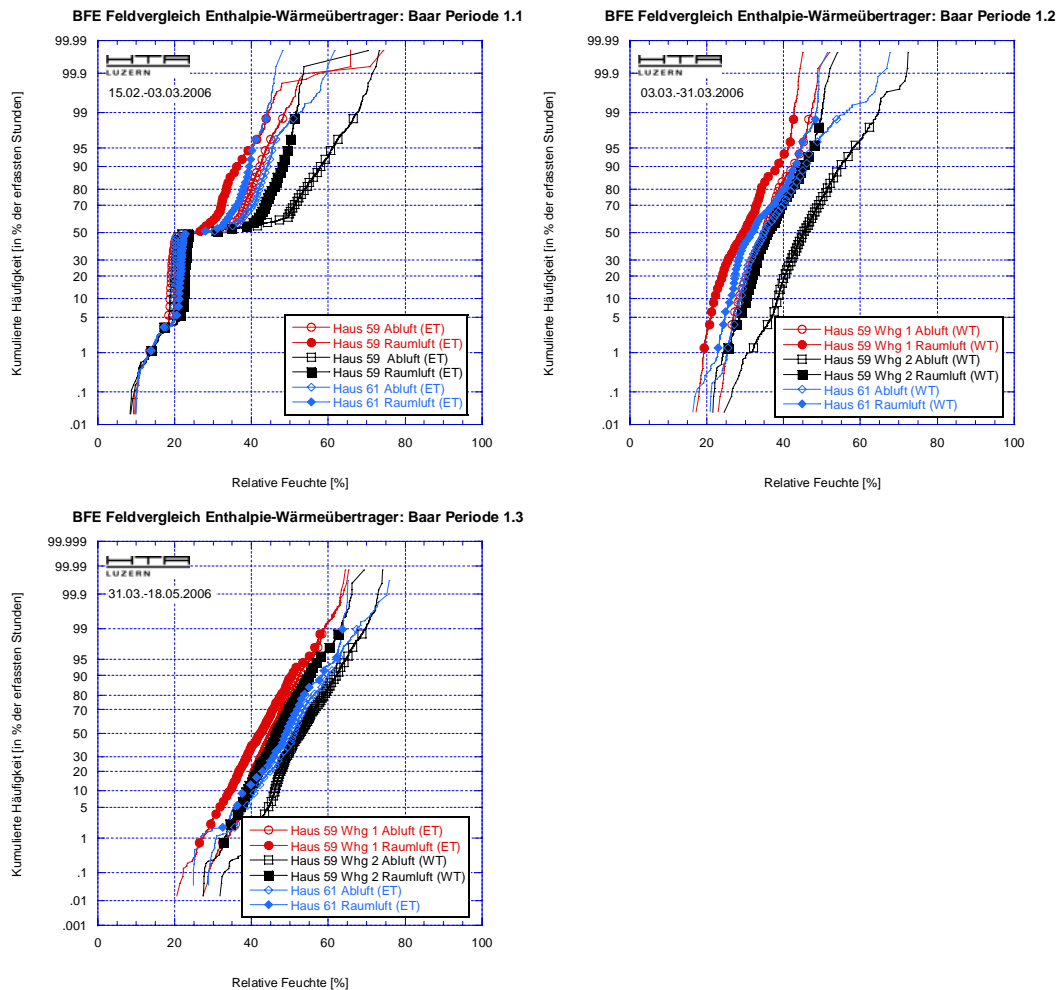 BFE Feldvergleich Enthalpie-Wärmeübertrager: Baar Periode 1.1
99.99
99.9
99
95
90
80
70
50
30
20
10
5
1
.1
.01
Kumulierte Häufigkeit [in % der erfassten Stunden]
HTA
LUZERN
15.02.-03.03.2006
Haus 59 Abluft (ET)
Haus 59 Raumluft (ET)
Haus 59  Abluft (ET)
Haus 59 Raumluft (ET)
Haus 61 Abluft (ET)
Haus 61 Raumluft (ET)
0 20 40 60 80 100
Relative Feuchte [%]
BFE Feldvergleich Enthalpie-Wärmeübertrager: Baar Periode 1.2
99.99
99.9
99
95
90
80
70
50
30
20
10
5
1
.1
.01
Kumulierte Häufigkeit [in % der erfassten Stunden]
HTA
LUZERN
03.03.-31.03.2006
Haus 59 Whg 1 Abluft (WT)
Haus 59 Whg 1 Raumluft (WT)
Haus 59 Whg 2 Abluft (WT)
Haus 59 Whg 2 Raumluft (WT)
Haus 61 Abluft (WT)
Haus 61 Raumluft (WT)
0 20 40 60 80 100
Relative Feuchte [%]
BFE Feldvergleich Enthalpie-Wärmeübertrager: Baar Periode 1.3
99.999
99.99
99.9
99
95
90
80
70
50
30
20
10
5
1
.1
.01
.001
Kumulierte Häufigkeit [in % der erfassten Stunden]
HTA
LUZERN
31.03.-18.05.2006
Haus 59 Whg 1 Abluft (ET)
Haus 59 Whg 1 Raumluft (ET)
Haus 59 Whg 2 Abluft (WT)
Haus 59 Whg 2 Raumluft (WT)
Haus 61 Abluft (ET)
Haus 61 Raumluft (ET)
0 20 40 60 80 100
Relative Feuchte [%]